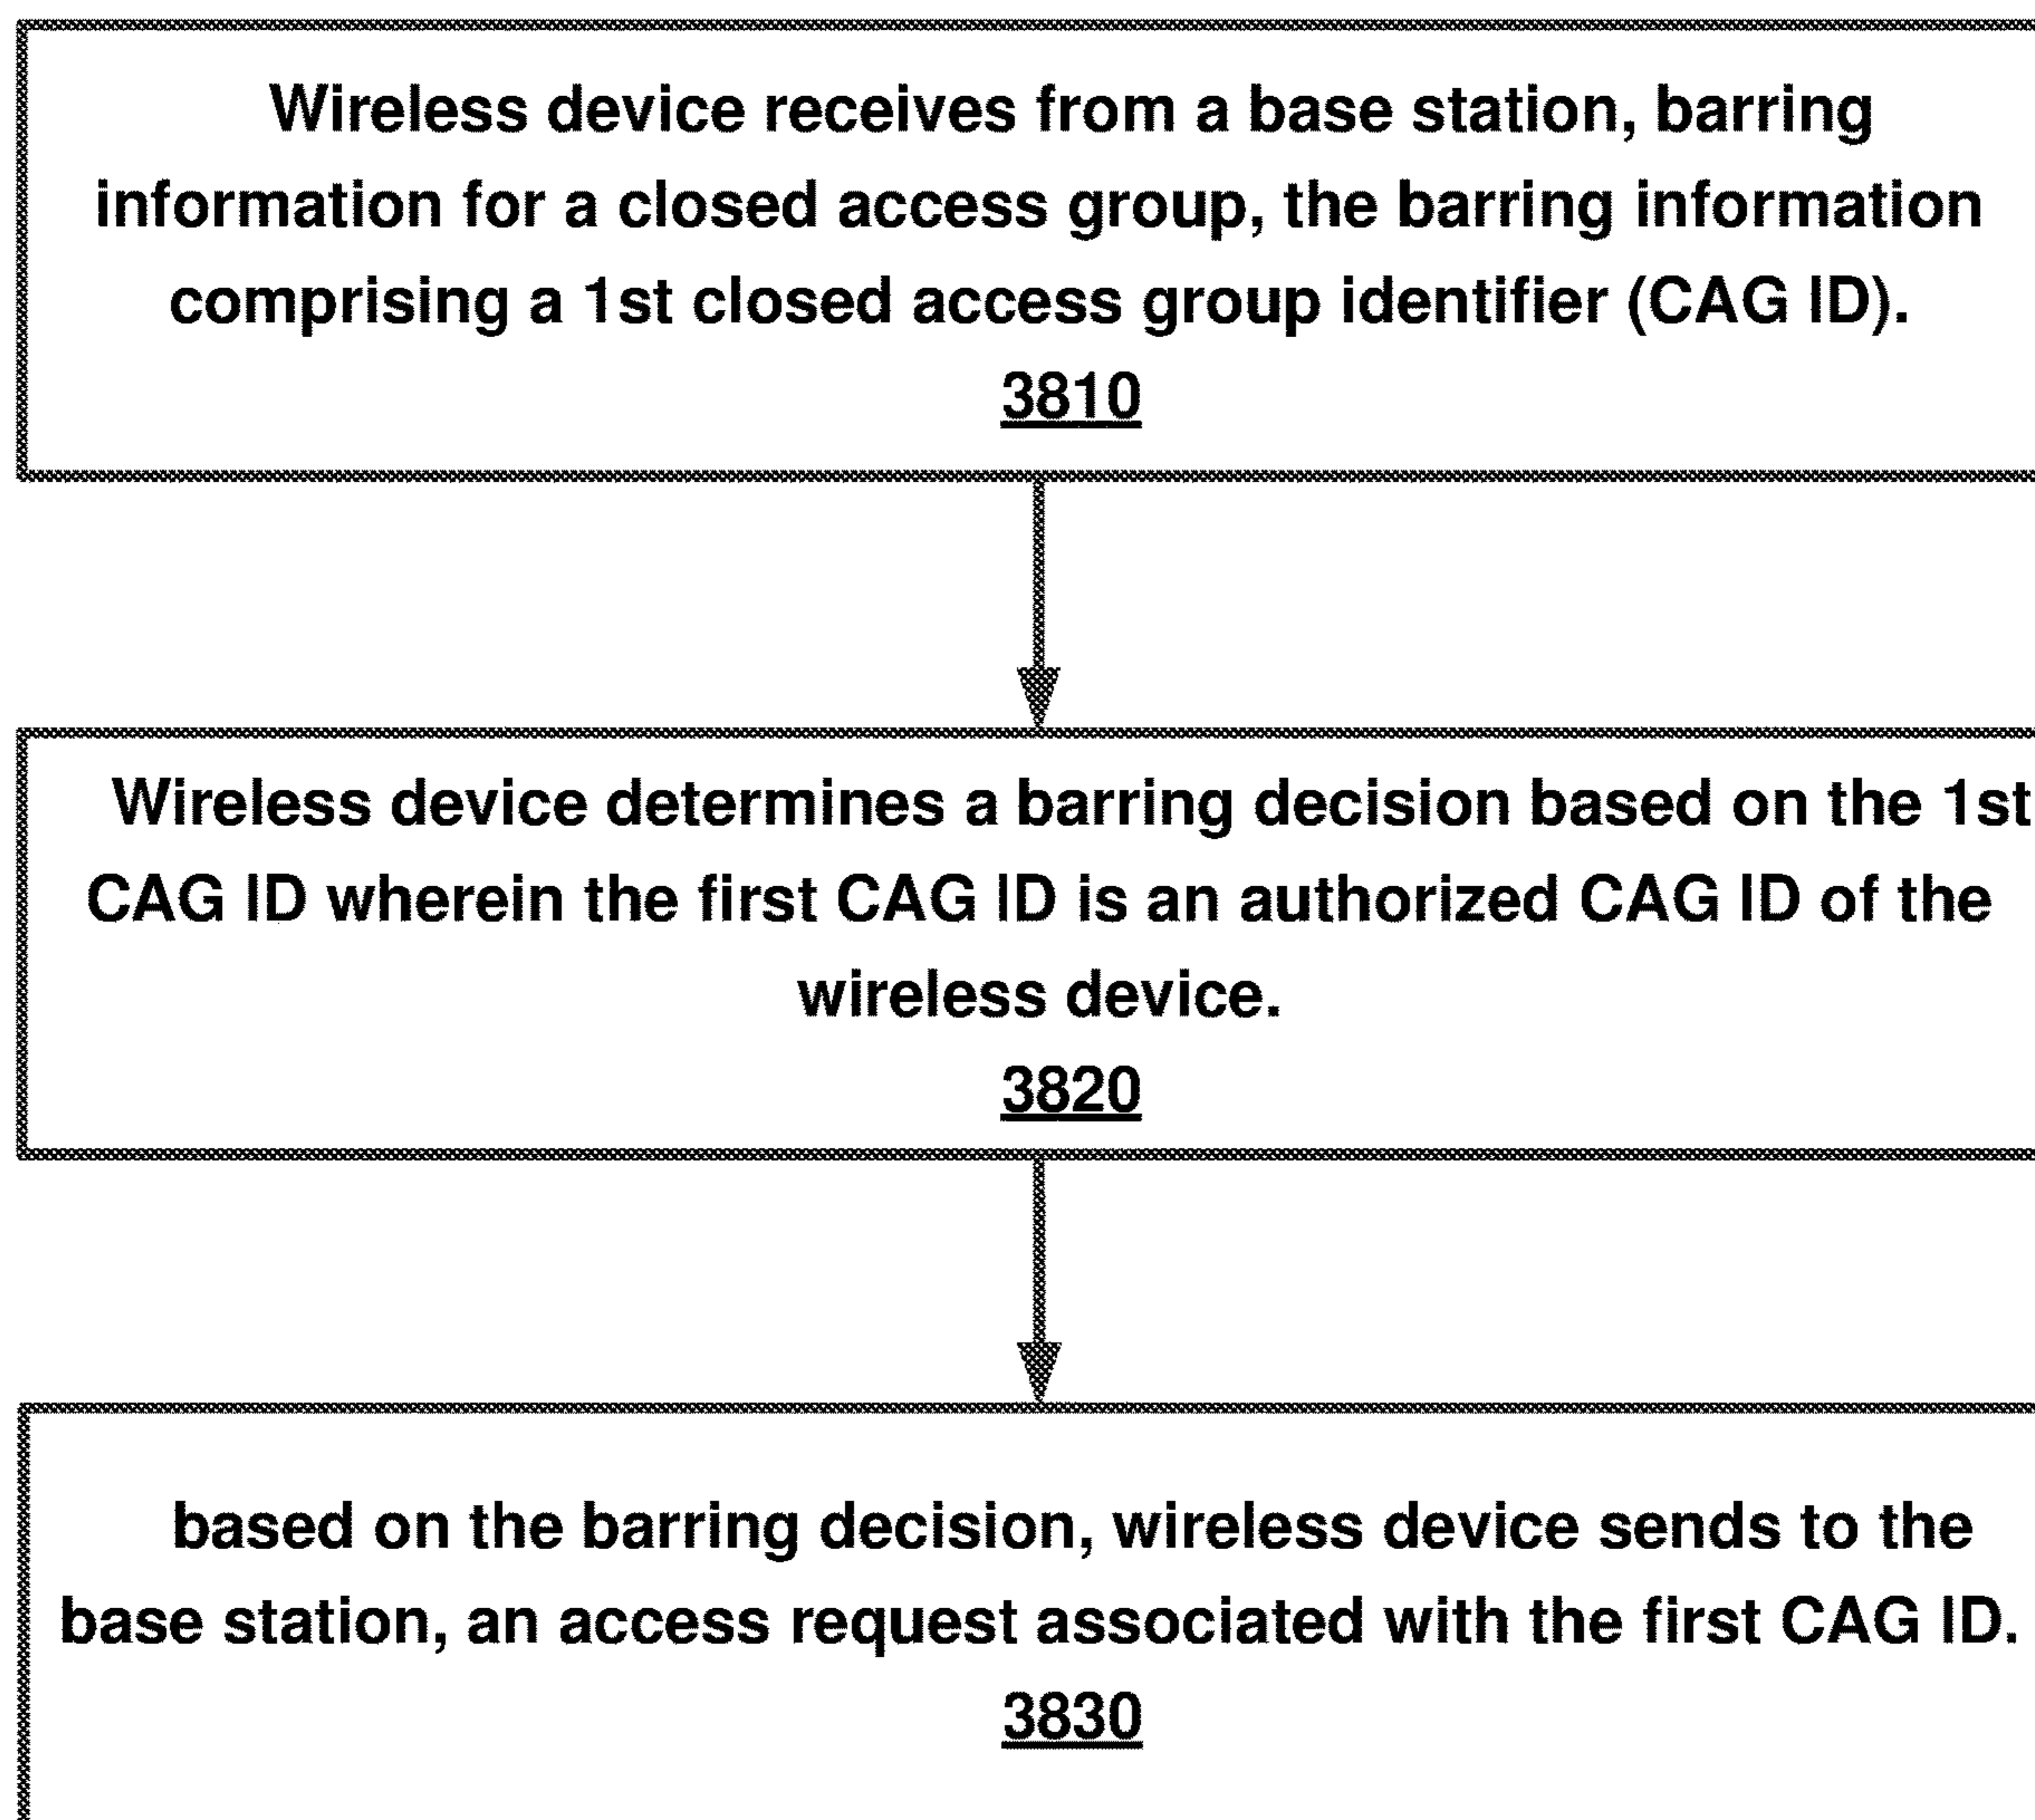 Wireless device receives from a base station, barring
information for a closed access group, the barring information
comprising a 1st closed access group identifier (CAG ID).
3810
Wireless device determines a barring decision based on the 1st
CAG ID wherein the first CAG ID is an authorized CAG ID of the
wireless device.
3820
based on the barring decision, wireless device sends to the
base station, an access request associated with the first CAG ID.
3830